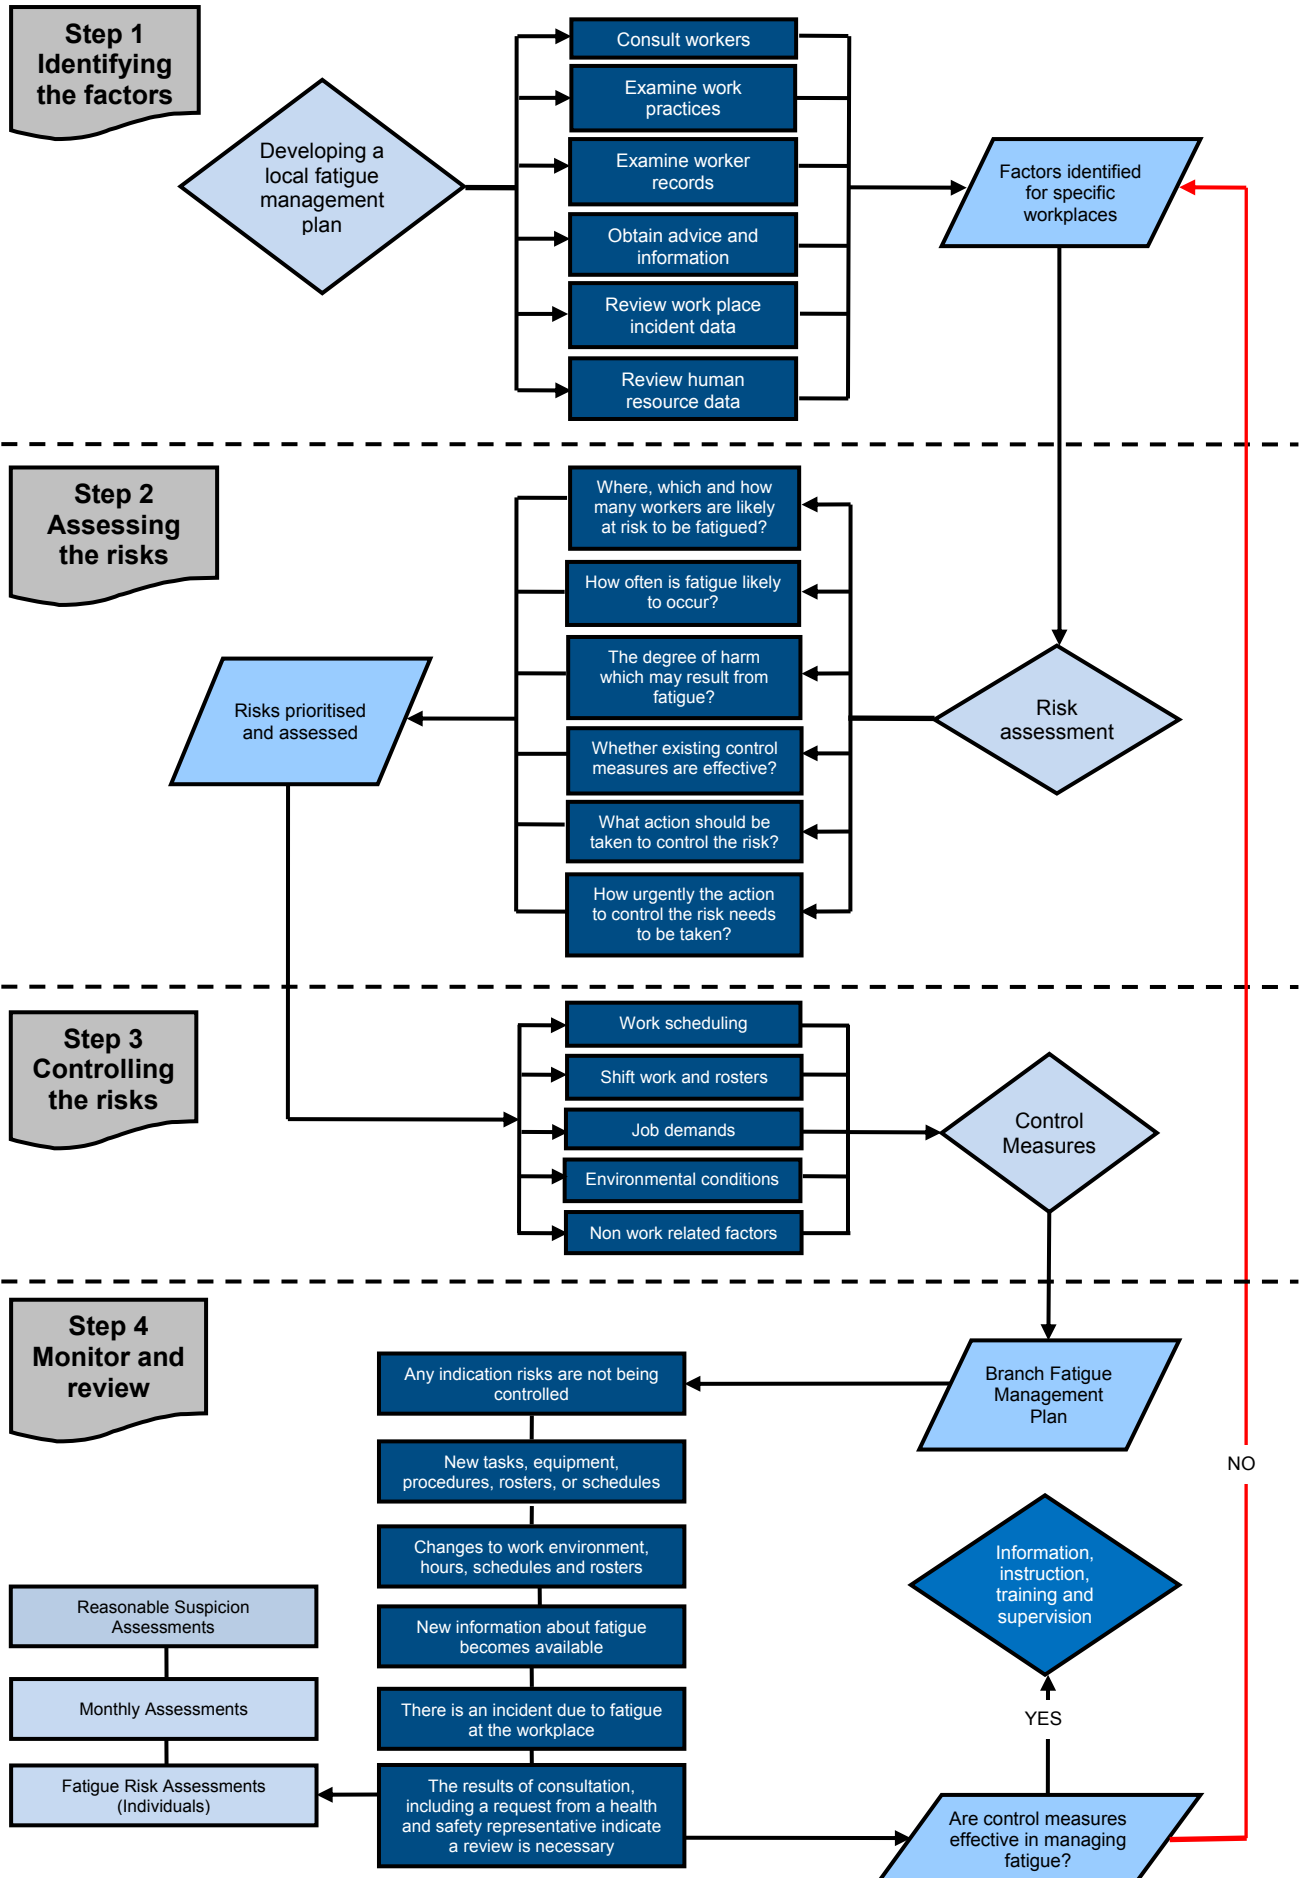 Step 1
Identifying
the factors
Developing a
local fatigue
management
plan
Consult workers
Examine work
practices
Examine worker
records
Obtain advice and
information
Review work place
incident data
Review human
resource data
Factors identified
for specific
workplaces
Step 2
Assessing
the risks
Where, which and how
many workers are likely
at risk to be fatigued?
How often is fatigue likely
to occur?
The degree of harm
which may result from
fatigue?
Whether existing control
measures are effective?
What action should be
taken to control the risk?
How urgently the action
to control the risk needs
to be taken?
Risk
assessment
Risks prioritised
and assessed
Step 3
Controlling
the risks
Work scheduling
Shift work and rosters
Job demands
Environmental conditions
Non work related factors
Control
Measures
Step 4
Monitor and
review
Branch Fatigue
Management
Plan
Any indication risks are not being
controlled
New tasks, equipment,
procedures, rosters, or schedules
Changes to work environment,
hours, schedules and rosters
New information about fatigue
becomes available
There is an incident due to fatigue
at the workplace
The results of consultation,
including a request from a health
and safety representative indicate
a review is necessary
Reasonable Suspicion
Assessments
Monthly Assessments
Fatigue Risk Assessments
(Individuals)
NO
Information,
instruction,
training and
supervision
YES
Are control measures
effective in managing
fatigue?